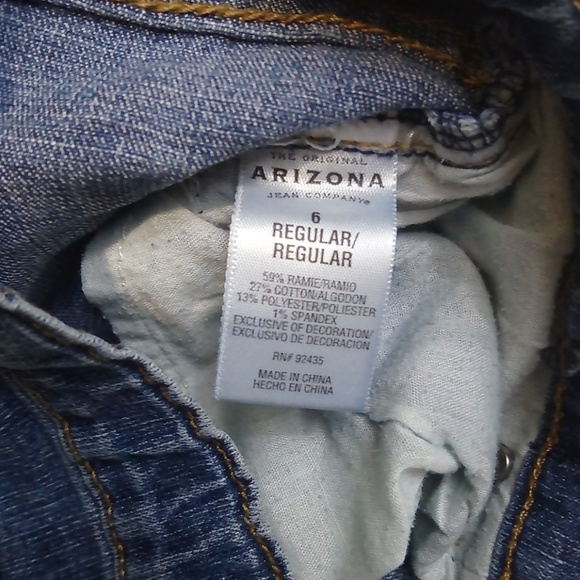 THE ORIGINAL
ARIZONA
JEAN COMPANY®
6
REGULAR/
REGULAR
59% RAMIE/RAMIO
27% COTTON/ALGODON
13% POLYESTER/POLIESTER
1% SPANDEX
EXCLUSIVE OF DECORATION/
EXCLUSIVO DE DECORACION
RN# 92435
MADE IN CHINA
HECHO EN CHINA